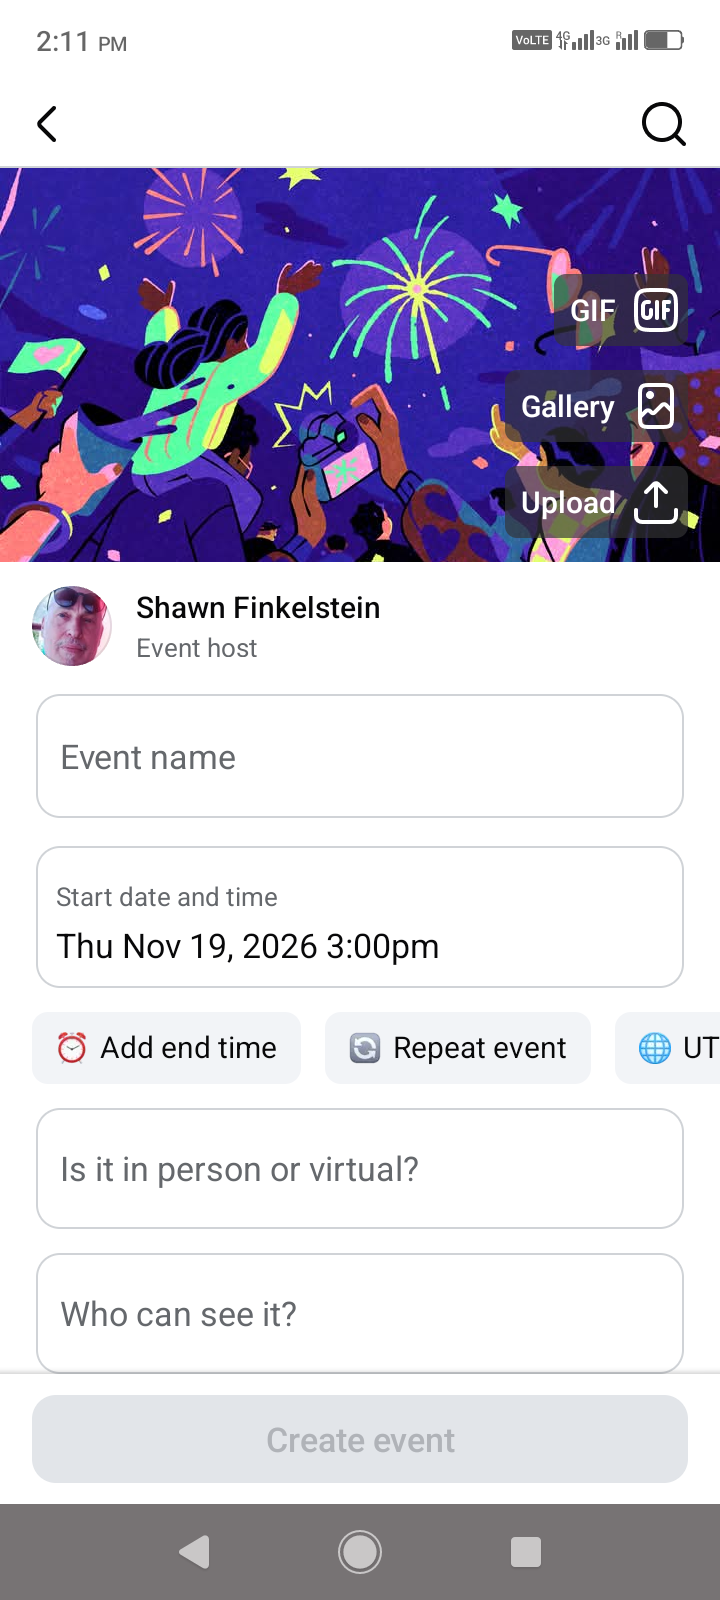 2:11 PM
VoLTE 4G 3G R
GIF GIF
Gallery
Upload
Shawn Finkelstein
Event host
Event name
Start date and time
Thu Nov 19, 2026 3:00pm
Add end time Repeat event UT
Is it in person or virtual?
Who can see it?
Create event